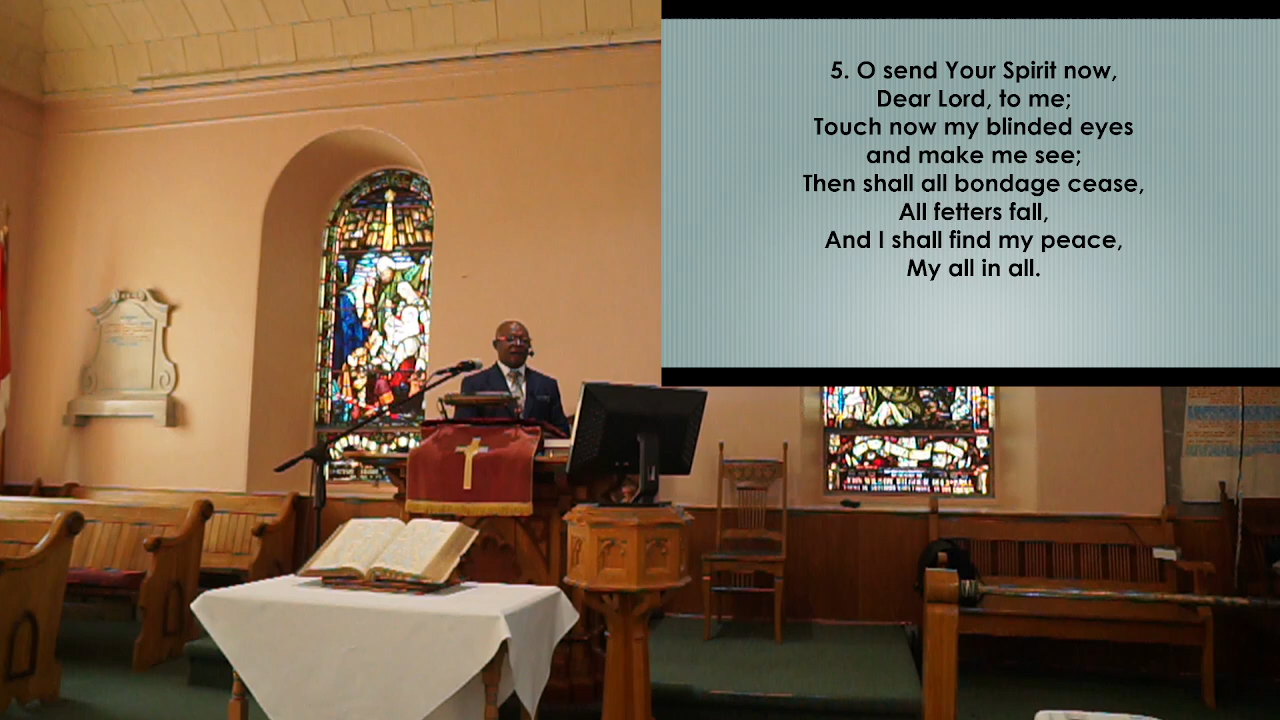 5. O send Your Spirit now,
Dear Lord, to me;
Touch now my blinded eyes
and make me see;
Then shall all bondage cease,
All fetters fall,
And I shall find my peace,
My all in all.